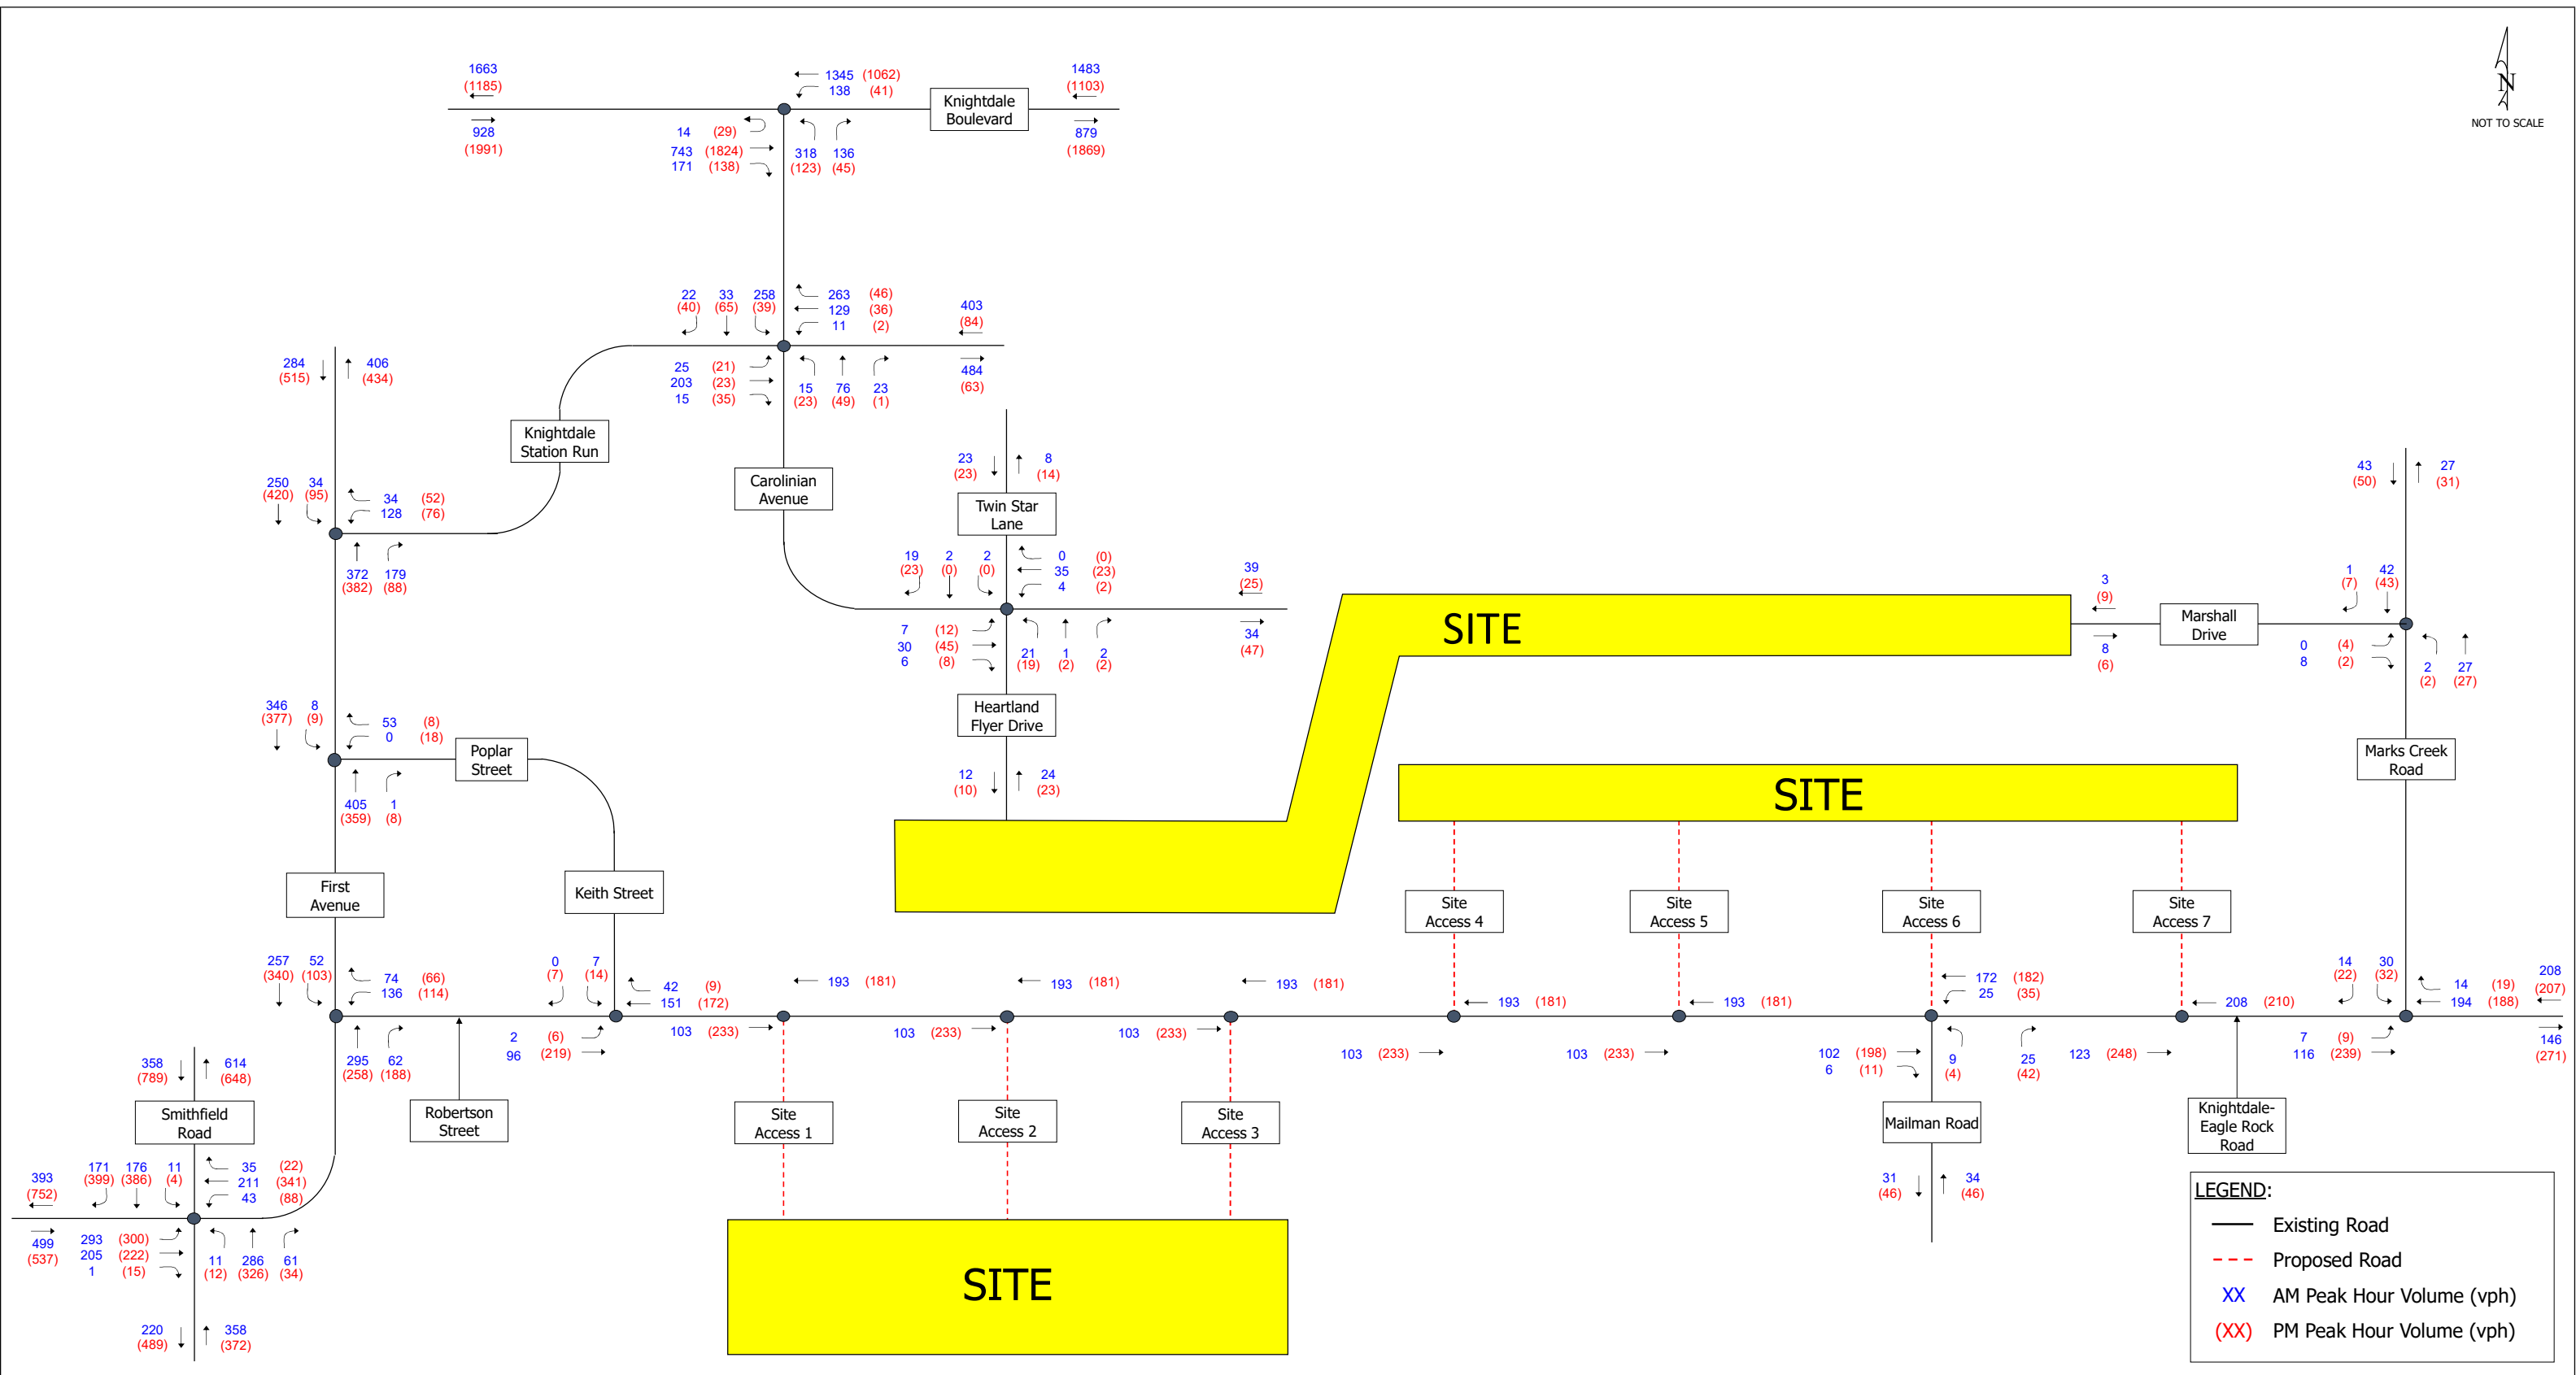 N
NOT TO SCALE
1663
(1185)
928
(1991)
1345 (1062)
138 (41)
Knightdale
Boulevard
1483
(1103)
879
(1869)
14 (29)
743 (1824)
171 (138)
318 136
(123) (45)
22 33 258
(40) (65) (39)
263 (46)
129 (36)
11 (2)
403
(84)
484
(63)
25 (21)
203 (23)
15 (35)
15 76 23
(23) (49) (1)
284 406
(515) (434)
Knightdale
Station Run
Carolinian
Avenue
250 34
(420) (95)
34 (52)
128 (76)
372 179
(382) (88)
23 8
(23) (14)
Twin Star
Lane
19 2 2
(23) (0) (0)
0 (0)
35 (23)
4 (2)
39
(25)
34
(47)
7 (12)
30 (45)
6 (8)
21 1 2
(19) (2) (2)
Heartland
Flyer Drive
12 24
(10) (23)
SITE
3
(9)
8
(6)
Marshall
Drive
43 27
(50) (31)
1 42
(7) (43)
0 (4)
8 (2)
2 27
(2) (27)
Marks Creek
Road
SITE
346 8
(377) (9)
53 (8)
0 (18)
Poplar
Street
405 1
(359) (8)
First
Avenue
Keith Street
Site
Access 4
Site
Access 5
Site
Access 6
Site
Access 7
257 52
(340) (103)
74 (66)
136 (114)
295 62
(258) (188)
0 7
(7) (14)
42 (9)
151 (172)
2 (6)
96 (219)
193 (181)
103 (233)
193 (181)
103 (233)
193 (181)
103 (233)
193 (181)
103 (233)
193 (181)
103 (233)
172 (182)
25 (35)
102 (198)
6 (11)
9 25
(4) (42)
208 (210)
123 (248)
14 30
(22) (32)
14 (19)
194 (188)
208
(207)
7 (9)
116 (239)
146
(271)
Robertson
Street
Site
Access 1
Site
Access 2
Site
Access 3
Mailman Road
Knightdale-
Eagle Rock
Road
31 34
(46) (46)
358 614
(789) (648)
Smithfield
Road
393
(752)
171 176 11
(399) (386) (4)
35 (22)
211 (341)
43 (88)
499
(537)
293 (300)
205 (222)
1 (15)
11 286 61
(12) (326) (34)
220 358
(489) (372)
SITE
LEGEND:
Existing Road
Proposed Road
XX AM Peak Hour Volume (vph)
(XX) PM Peak Hour Volume (vph)